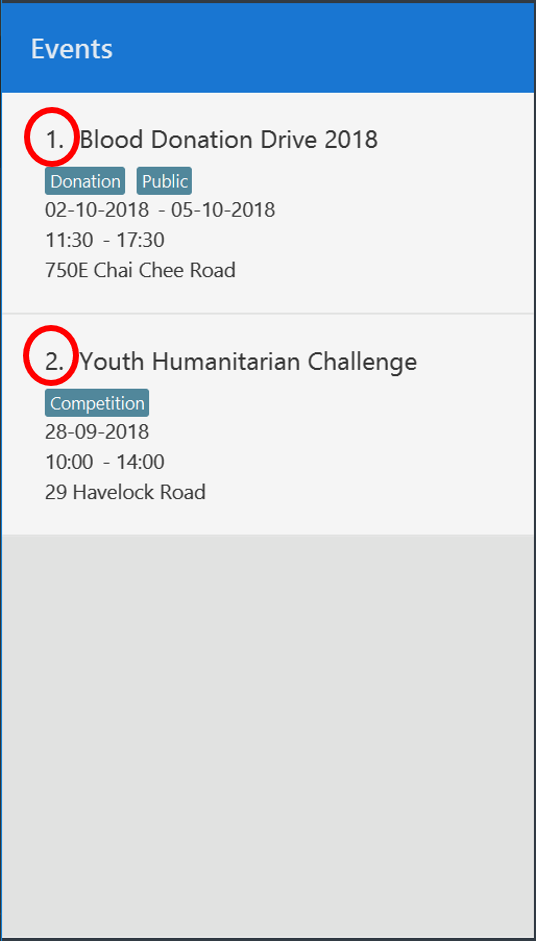 Events
1. Blood Donation Drive 2018
Donation Public
02-10-2018 - 05-10-2018
11:30 - 17:30
750E Chai Chee Road
2. Youth Humanitarian Challenge
Competition
28-09-2018
10:00 - 14:00
29 Havelock Road